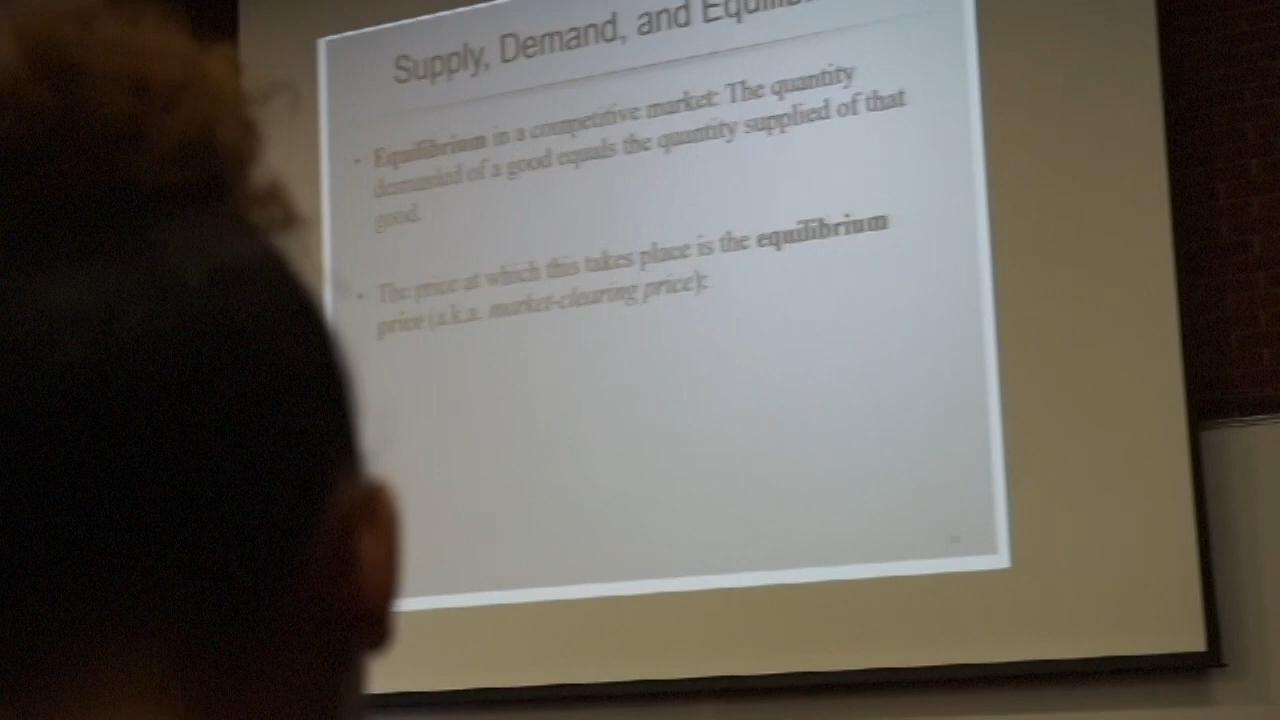 Supply, Demand, and Equilib
• Equilibrium in a competitive market: The quantity
demanded of a good equals the quantity supplied of that
good.
• The price at which this takes place is the equilibrium
price (a.k.a. market-clearing price):